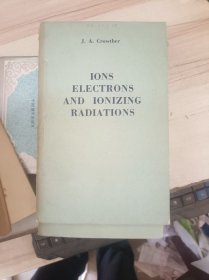 J. A. Crowther
IONS
ELECTRONS
AND IONIZING
RADIATIONS